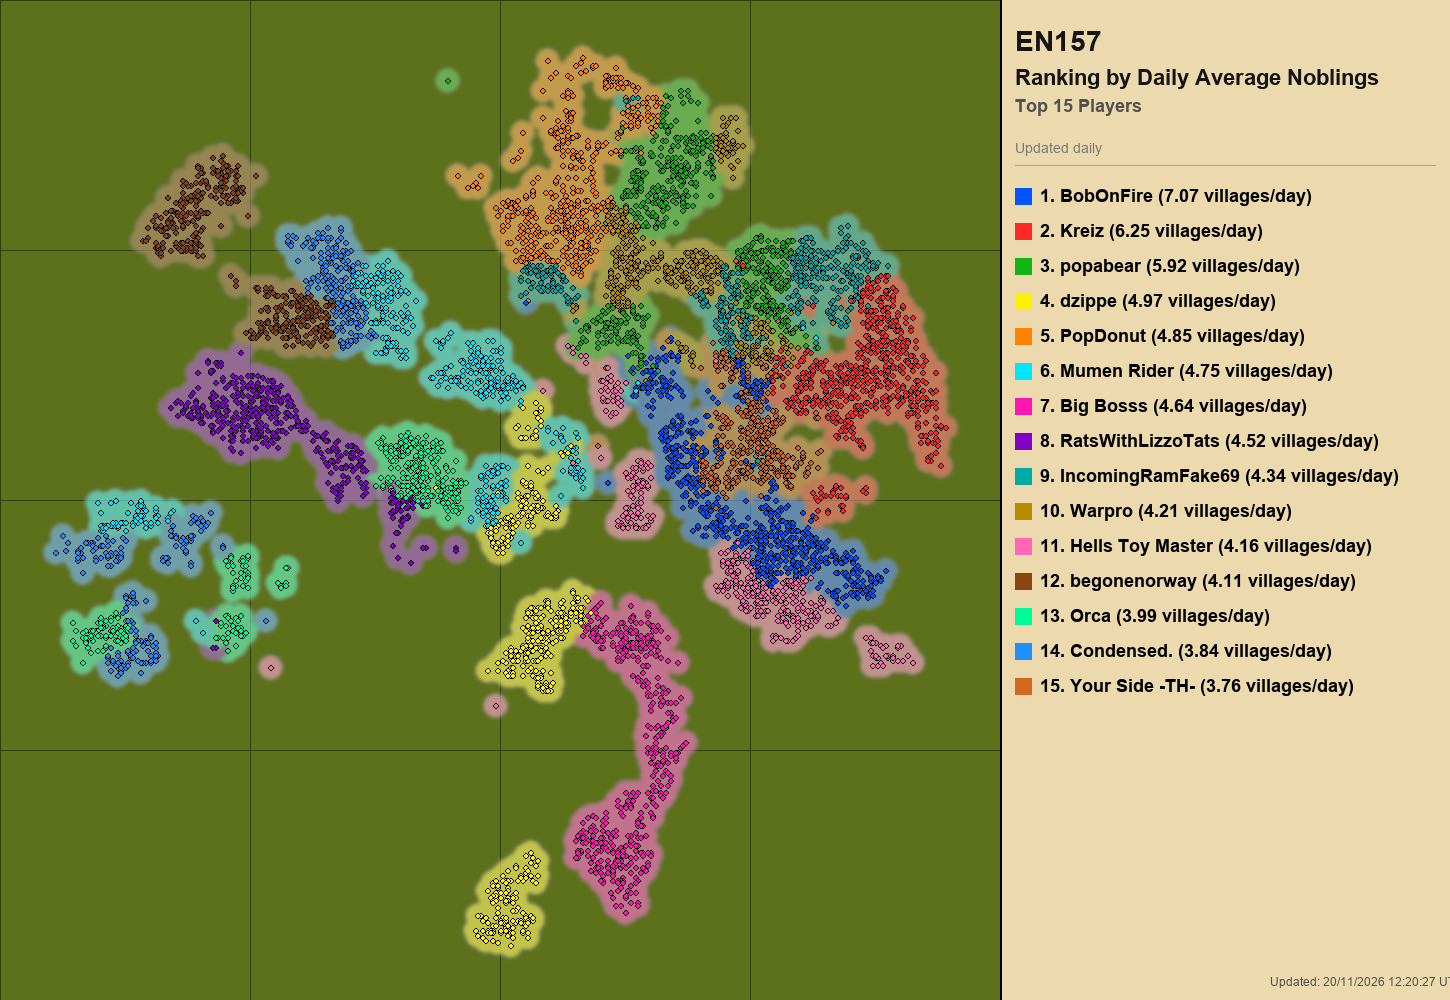 EN157
Ranking by Daily Average Noblings
Top 15 Players
Updated daily
1. BobOnFire (7.07 villages/day)
2. Kreiz (6.25 villages/day)
3. popabear (5.92 villages/day)
4. dzippe (4.97 villages/day)
5. PopDonut (4.85 villages/day)
6. Mumen Rider (4.75 villages/day)
7. Big Bosss (4.64 villages/day)
8. RatsWithLizzoTats (4.52 villages/day)
9. IncomingRamFake69 (4.34 villages/day)
10. Warpro (4.21 villages/day)
11. Hells Toy Master (4.16 villages/day)
12. begonenorway (4.11 villages/day)
13. Orca (3.99 villages/day)
14. Condensed. (3.84 villages/day)
15. Your Side -TH- (3.76 villages/day)
Updated: 20/11/2026 12:20:27